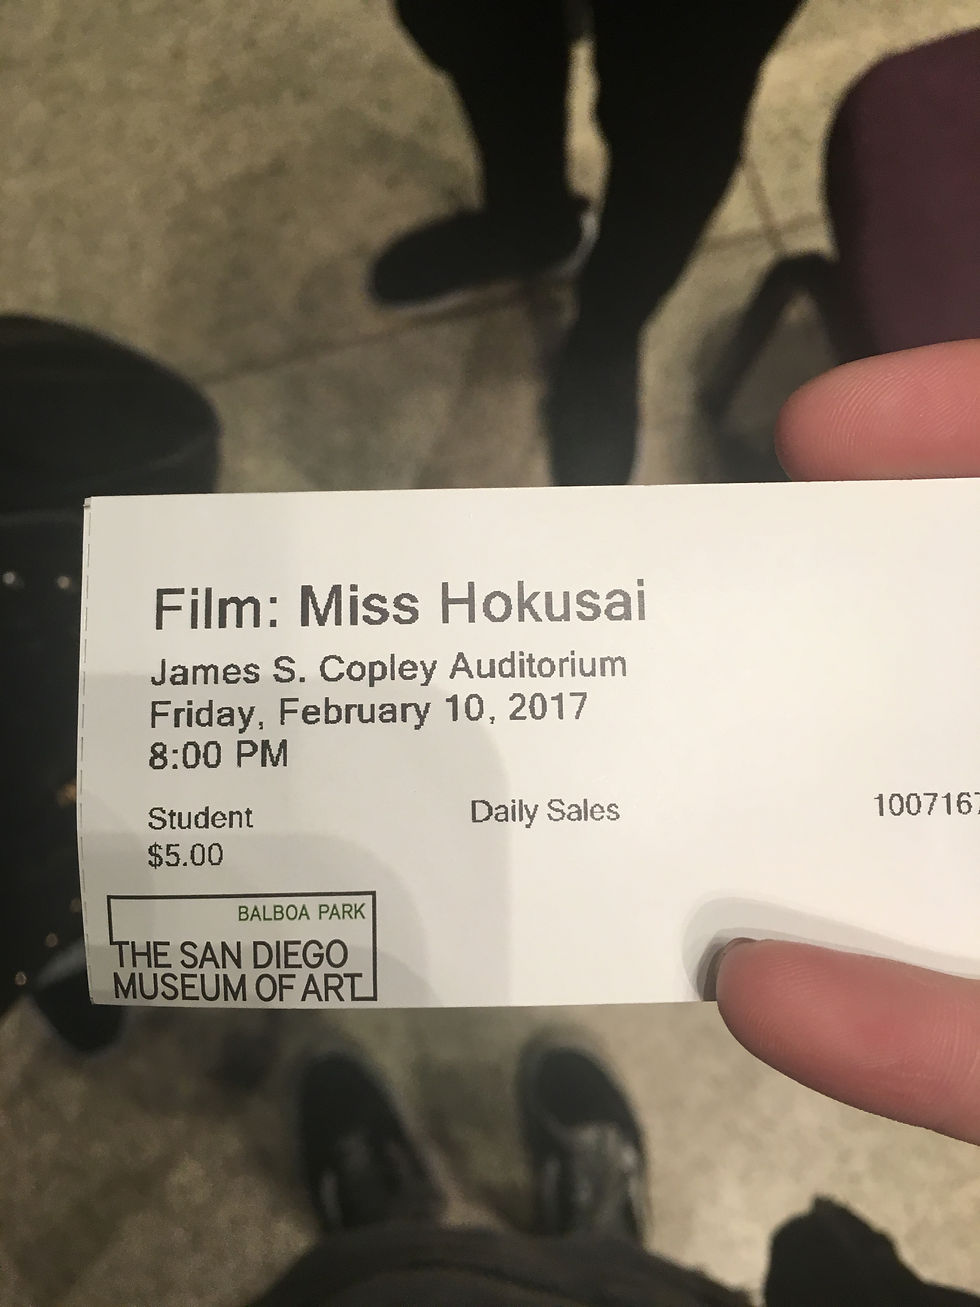 Film: Miss Hokusai
James S. Copley Auditorium
Friday, February 10, 2017
8:00 PM
Student Daily Sales 1007167
$5.00
BALBOA PARK
THE SAN DIEGO
MUSEUM OF ART